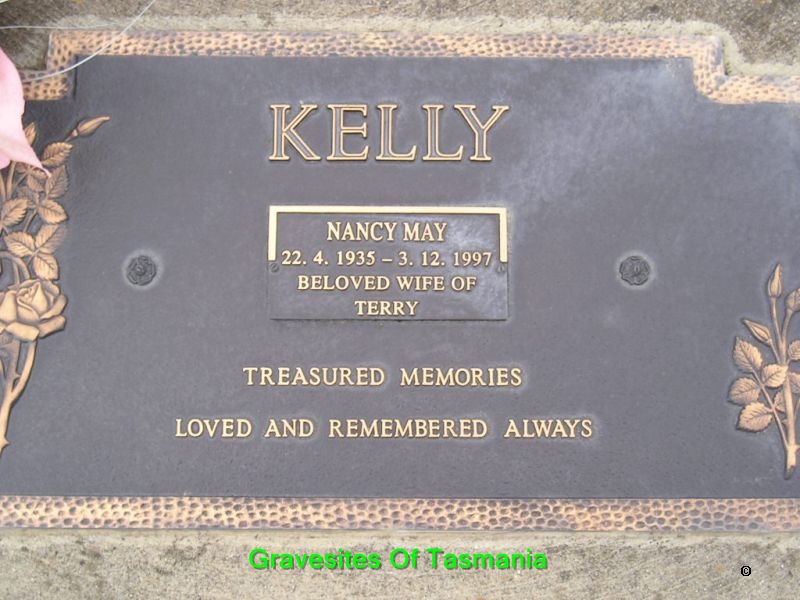 KELLY
NANCY MAY
22. 4. 1935 – 3. 12. 1997
BELOVED WIFE OF
TERRY
TREASURED MEMORIES
LOVED AND REMEMBERED ALWAYS
Gravesites Of Tasmania
©